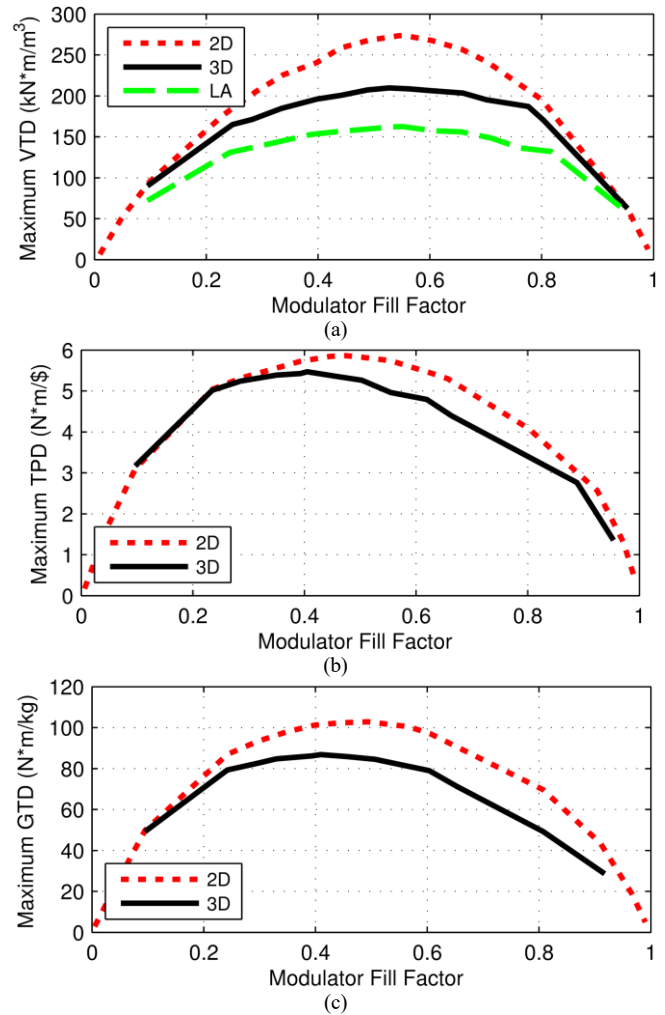 300
250
200
150
100
50
0
Maximum VTD (kN*m/m³)
2D
3D
LA
0 0.2 0.4 0.6 0.8 1
Modulator Fill Factor
(a)
6
5
4
3
2
1
0
Maximum TPD (N*m/$)
2D
3D
0 0.2 0.4 0.6 0.8 1
Modulator Fill Factor
(b)
120
100
80
60
40
20
0
Maximum GTD (N*m/kg)
2D
3D
0 0.2 0.4 0.6 0.8 1
Modulator Fill Factor
(c)